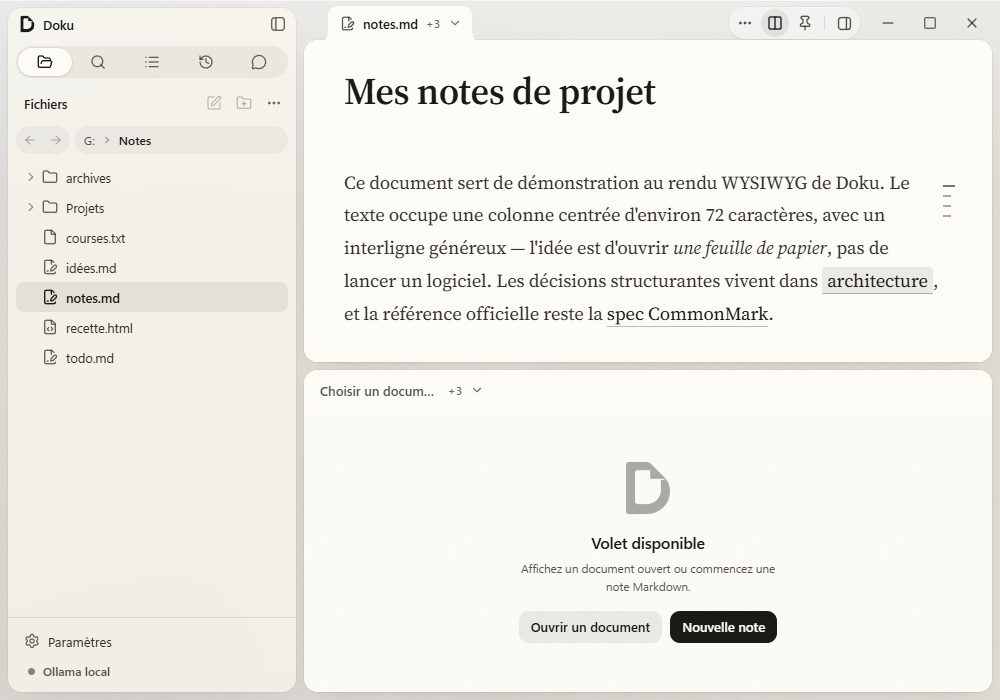 Doku
Fichiers
G: > Notes
archives
Projets
courses.txt
idées.md
notes.md
recette.html
todo.md
Paramètres
Ollama local
notes.md +3
Mes notes de projet
Ce document sert de démonstration au rendu WYSIWYG de Doku. Le
texte occupe une colonne centrée d'environ 72 caractères, avec un
interligne généreux — l'idée est d'ouvrir une feuille de papier, pas de
lancer un logiciel. Les décisions structurantes vivent dans architecture,
et la référence officielle reste la spec CommonMark.
Choisir un docum... +3
Volet disponible
Affichez un document ouvert ou commencez une
note Markdown.
Ouvrir un document
Nouvelle note